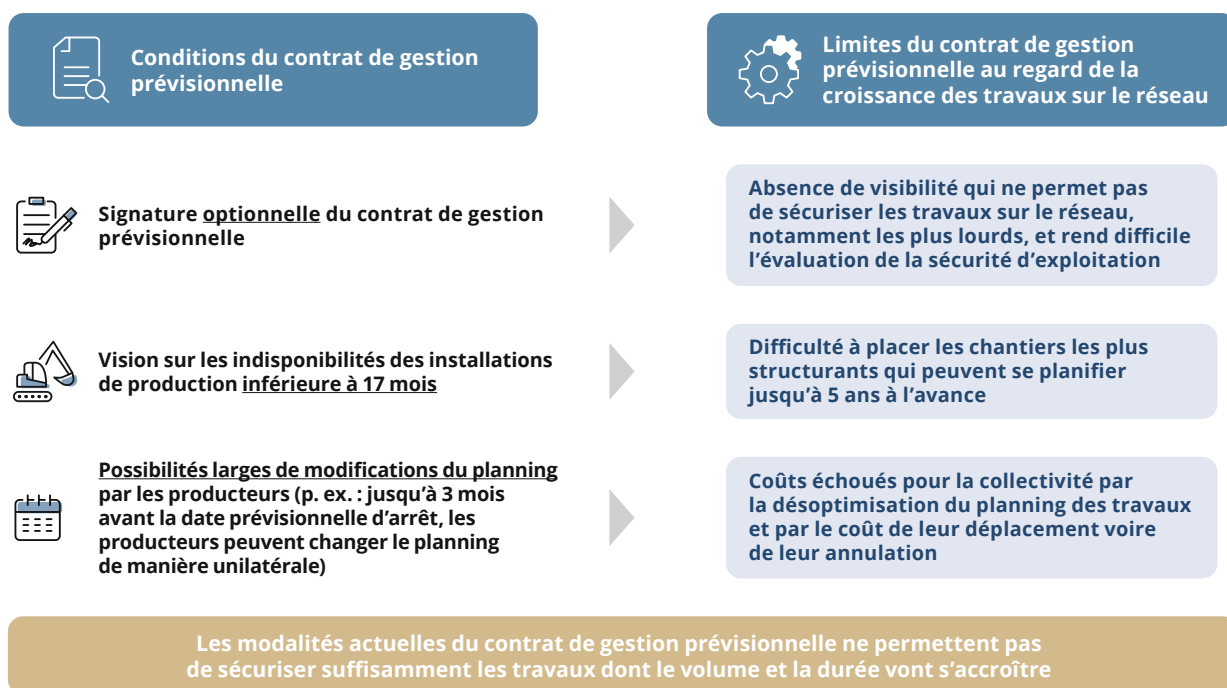 Conditions du contrat de gestion
prévisionnelle
Limites du contrat de gestion
prévisionnelle au regard de la
croissance des travaux sur le réseau
Signature optionnelle du contrat de gestion
prévisionnelle
Absence de visibilité qui ne permet pas
de sécuriser les travaux sur le réseau,
notamment les plus lourds, et rend difficile
l’évaluation de la sécurité d’exploitation
Vision sur les indisponibilités des installations
de production inférieure à 17 mois
Difficulté à placer les chantiers les plus
structurants qui peuvent se planifier
jusqu’à 5 ans à l’avance
Possibilités larges de modifications du planning
par les producteurs (p. ex. : jusqu’à 3 mois
avant la date prévisionnelle d’arrêt, les
producteurs peuvent changer le planning
de manière unilatérale)
Coûts échoués pour la collectivité par
la désoptimisation du planning des travaux
et par le coût de leur déplacement voire
de leur annulation
Les modalités actuelles du contrat de gestion prévisionnelle ne permettent pas
de sécuriser suffisamment les travaux dont le volume et la durée vont s’accroître